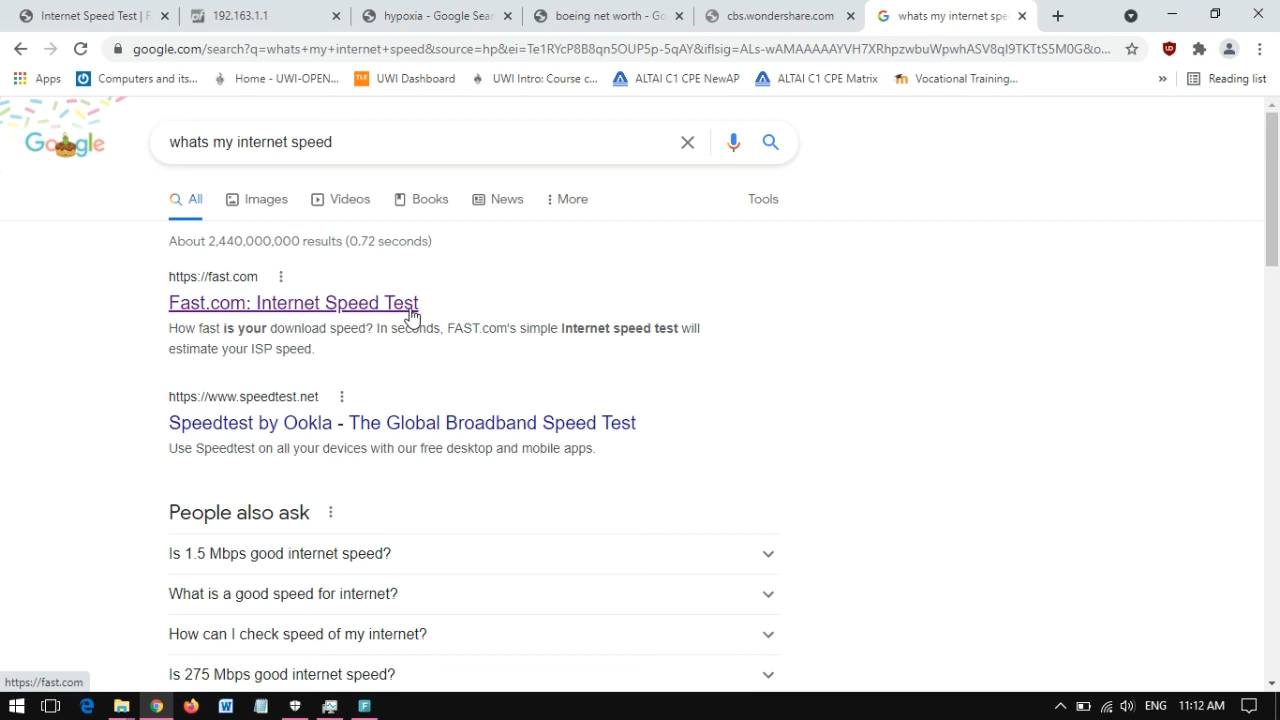 Internet Speed Test | F
192.163.1.1
hypoxia - Google Sear
boeing net worth - Go
cbs.wondershare.com
whats my internet spe
google.com/search?q=whats+my+internet+speed&source=hp&ei=Te1RYcP8B8qn5OUP5p-5qAY&iflsig=ALs-wAMAAAAAYVH7XRhpzwbuWpwhASV8ql9TKTtS5M0G&o...
Apps
Computers and its...
Home - UWI-OPEN...
UWI Dashboard
UWI Intro: Course c...
ALTAI C1 CPE NewAP
ALTAI C1 CPE Matrix
Vocational Training...
»
Reading list
Google
whats my internet speed
All
Images
Videos
Books
News
More
Tools
About 2,440,000,000 results (0.72 seconds)
https://fast.com
Fast.com: Internet Speed Test
How fast is your download speed? In seconds, FAST.com's simple Internet speed test will
estimate your ISP speed.
https://www.speedtest.net
Speedtest by Ookla - The Global Broadband Speed Test
Use Speedtest on all your devices with our free desktop and mobile apps.
People also ask
Is 1.5 Mbps good internet speed?
What is a good speed for internet?
How can I check speed of my internet?
Is 275 Mbps good internet speed?
https://fast.com
ENG
11:12 AM